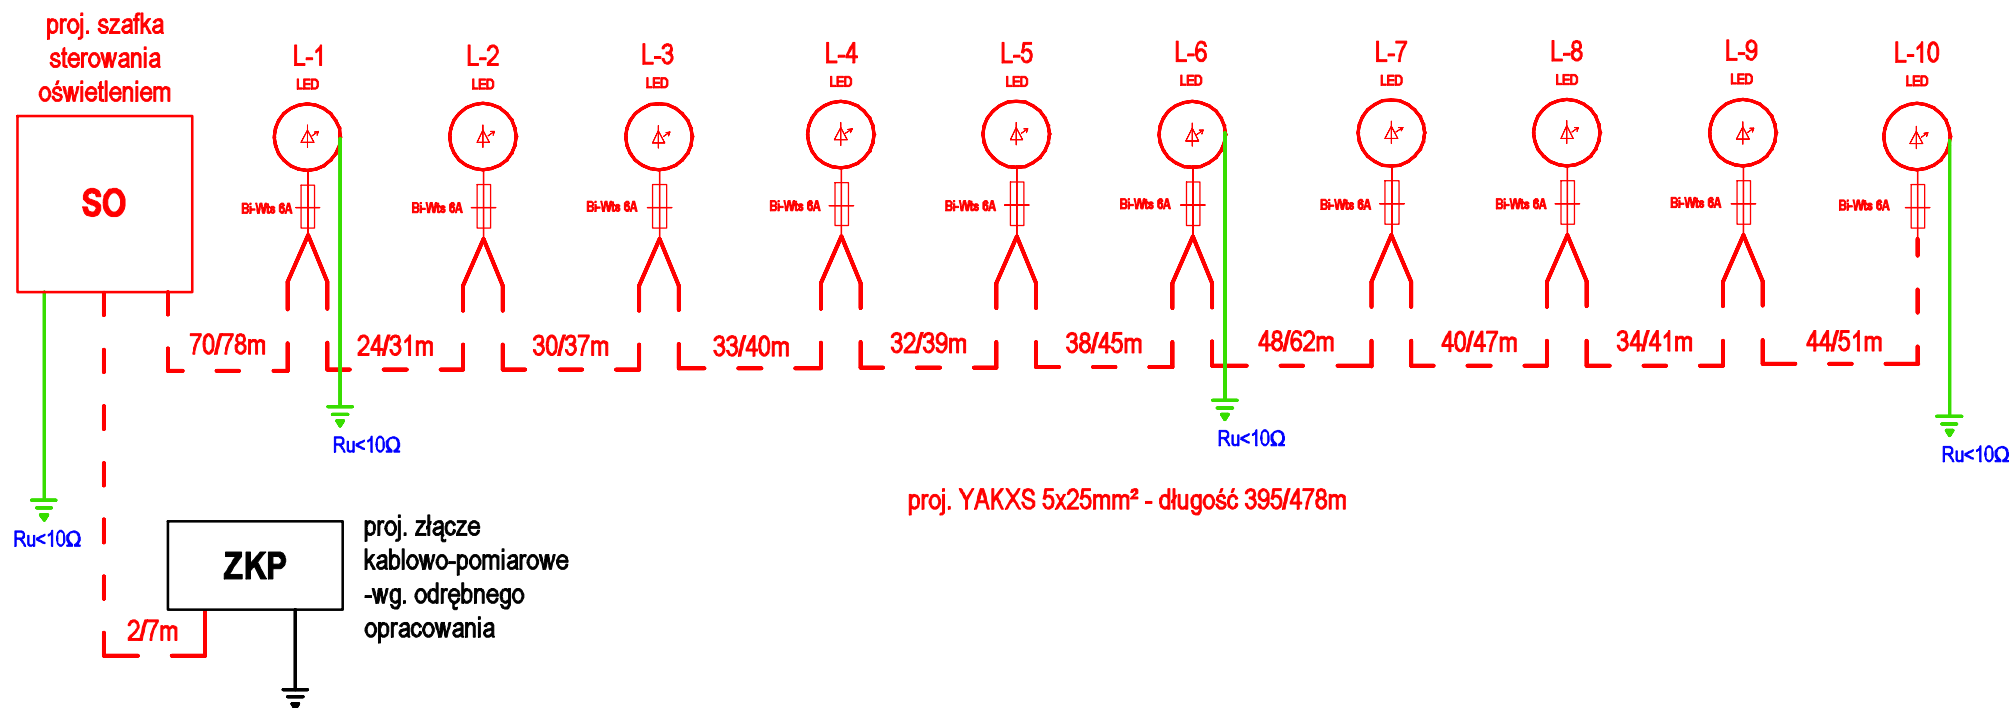 proj. szafka
sterowania
oświetleniem
SO
L-1
LED
Bi-Wts 6A
L-2
LED
Bi-Wts 6A
L-3
LED
Bi-Wts 6A
L-4
LED
Bi-Wts 6A
L-5
LED
Bi-Wts 6A
L-6
LED
Bi-Wts 6A
L-7
LED
Bi-Wts 6A
L-8
LED
Bi-Wts 6A
L-9
LED
Bi-Wts 6A
L-10
LED
Bi-Wts 6A
70/78m
24/31m
30/37m
33/40m
32/39m
38/45m
48/62m
40/47m
34/41m
44/51m
Ru<10Ω
Ru<10Ω
Ru<10Ω
Ru<10Ω
proj. YAKXS 5x25mm² - długość 395/478m
ZKP
proj. złącze
kablowo-pomiarowe
-wg. odrębnego
opracowania
2/7m